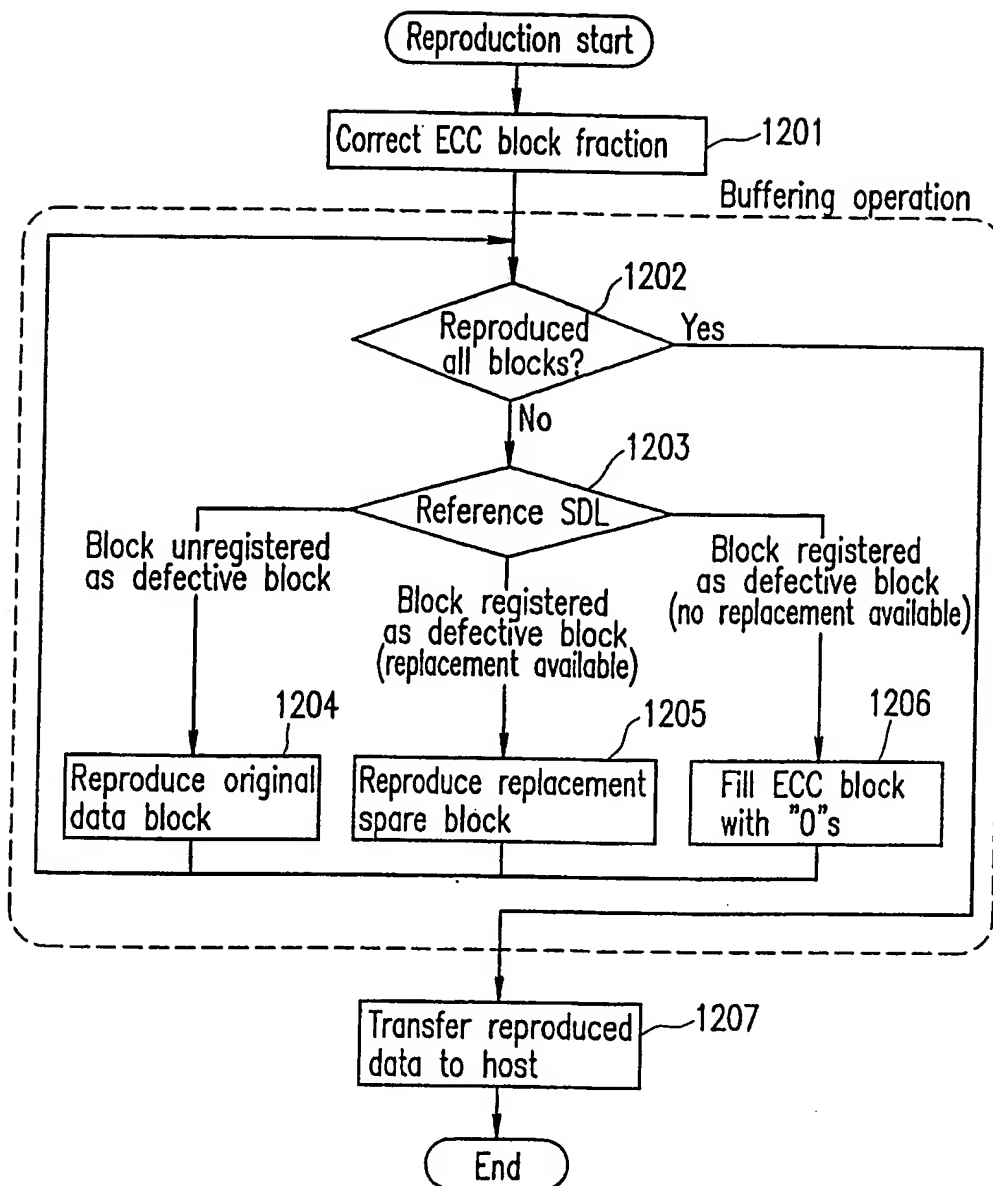 Reproduction start
Correct ECC block fraction
1201
Buffering operation
1202
Reproduced
all blocks?
Yes
No
1203
Reference SDL
Block unregistered
as defective block
Block registered
as defective block
(replacement available)
Block registered
as defective block
(no replacement available)
1204
Reproduce original
data block
1205
Reproduce replacement
spare block
1206
Fill ECC block
with "0"s
Transfer reproduced
data to host
1207
End